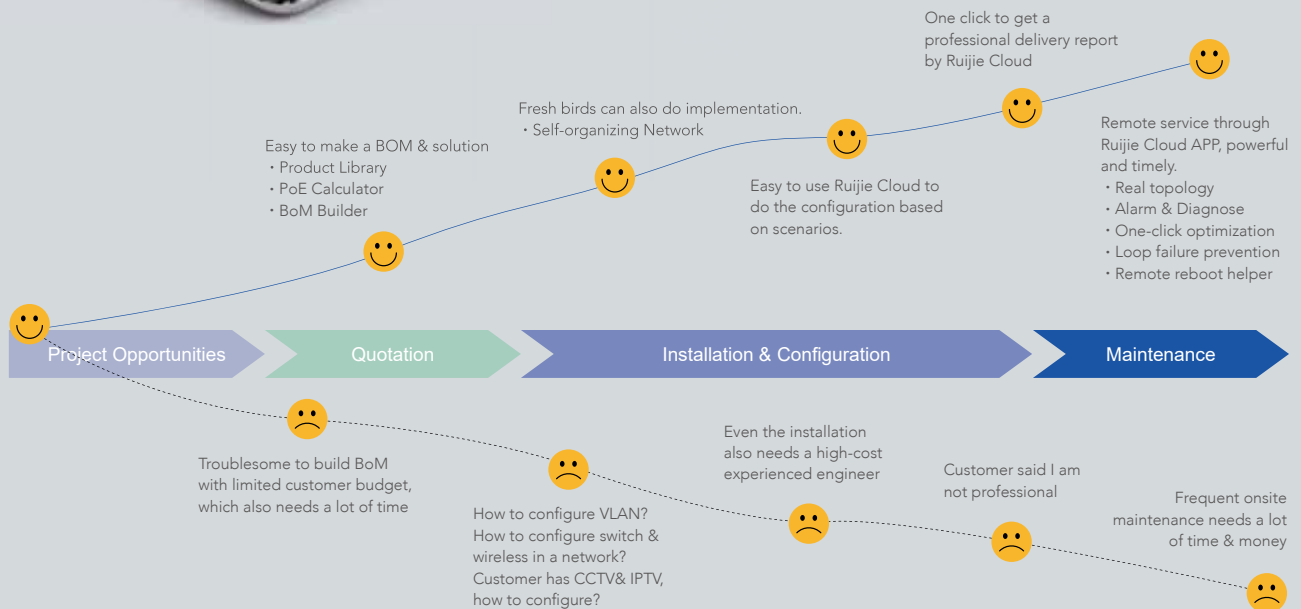 One click to get a
professional delivery report
by Ruijie Cloud
Fresh birds can also do implementation.
・Self-organizing Network
Easy to make a BOM & solution
・Product Library
・PoE Calculator
・BoM Builder
Easy to use Ruijie Cloud to
do the configuration based
on scenarios.
Remote service through
Ruijie Cloud APP, powerful
and timely.
・Real topology
・Alarm & Diagnose
・One-click optimization
・Loop failure prevention
・Remote reboot helper
Project Opportunities
Quotation
Installation & Configuration
Maintenance
Troublesome to build BoM
with limited customer budget,
which also needs a lot of time
How to configure VLAN?
How to configure switch &
wireless in a network?
Customer has CCTV& IPTV,
how to configure?
Even the installation
also needs a high-cost
experienced engineer
Customer said I am
not professional
Frequent onsite
maintenance needs a lot
of time & money